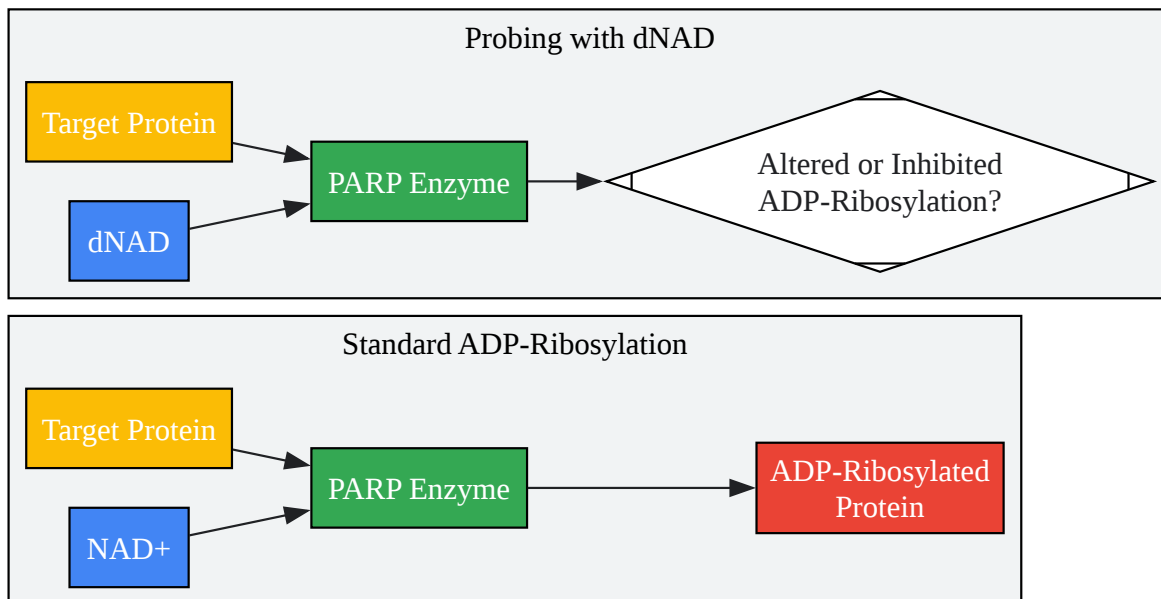 Probing with dNAD
Target Protein
dNAD
PARP Enzyme
Altered or Inhibited
ADP-Ribosylation?
Standard ADP-Ribosylation
Target Protein
NAD+
PARP Enzyme
ADP-Ribosylated
Protein